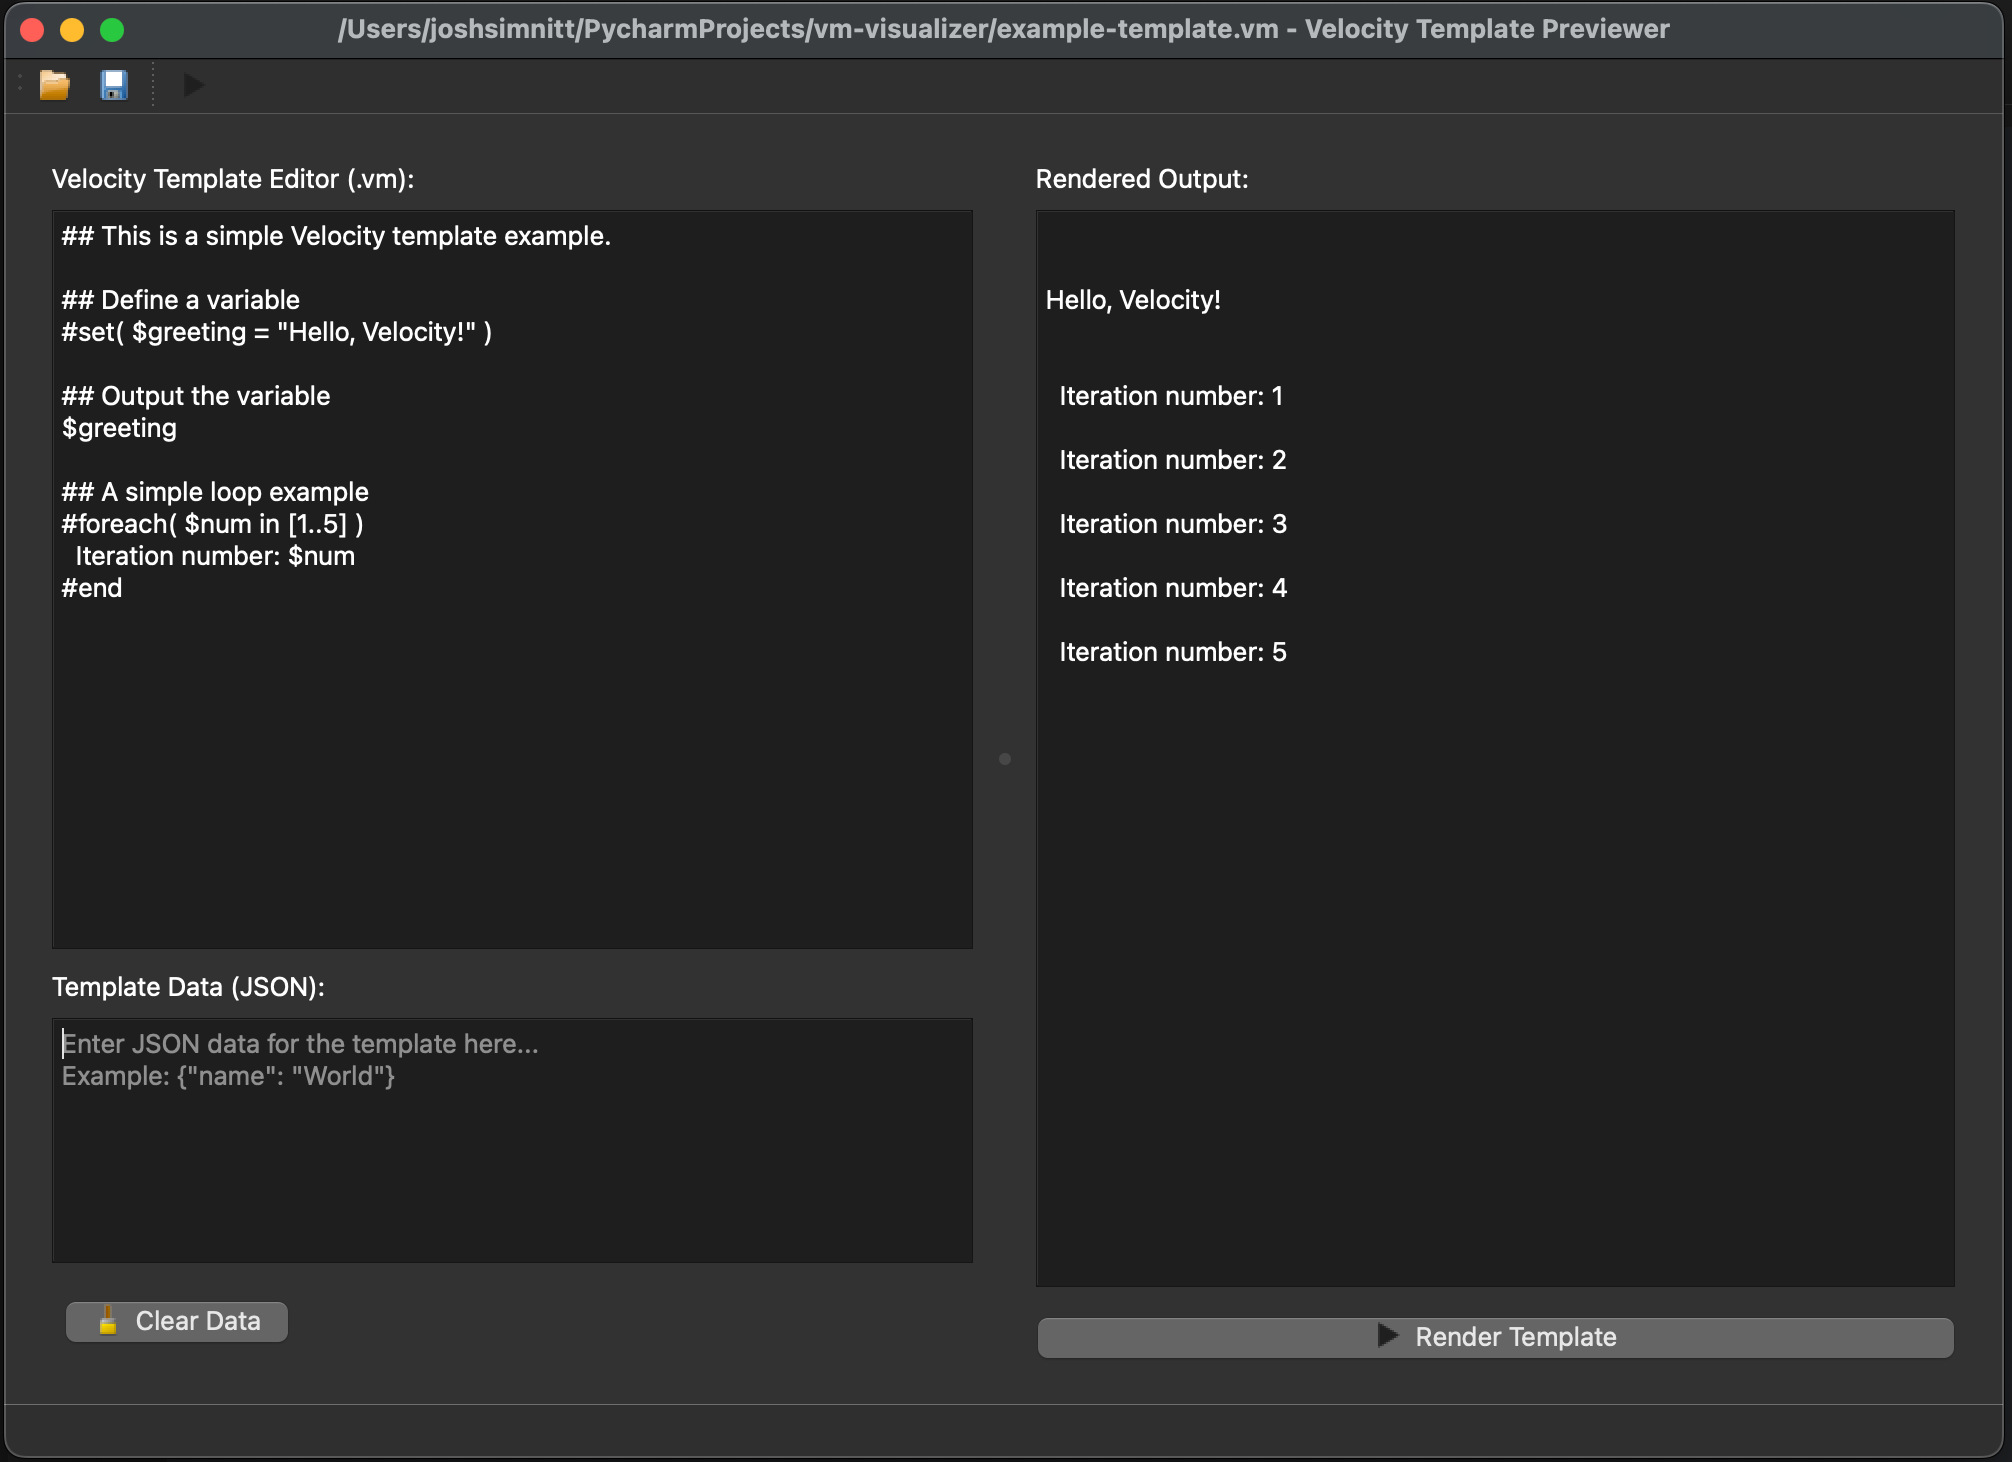 /Users/joshsimnitt/PycharmProjects/vm-visualizer/example-template.vm - Velocity Template Previewer
Velocity Template Editor (.vm):
## This is a simple Velocity template example.
## Define a variable
#set( $greeting = "Hello, Velocity!" )
## Output the variable
$greeting
## A simple loop example
#foreach( $num in [1..5] )
  Iteration number: $num
#end
Template Data (JSON):
Enter JSON data for the template here...
Example: {"name": "World"}
Clear Data
Rendered Output:
Hello, Velocity!
  Iteration number: 1
  Iteration number: 2
  Iteration number: 3
  Iteration number: 4
  Iteration number: 5
Render Template